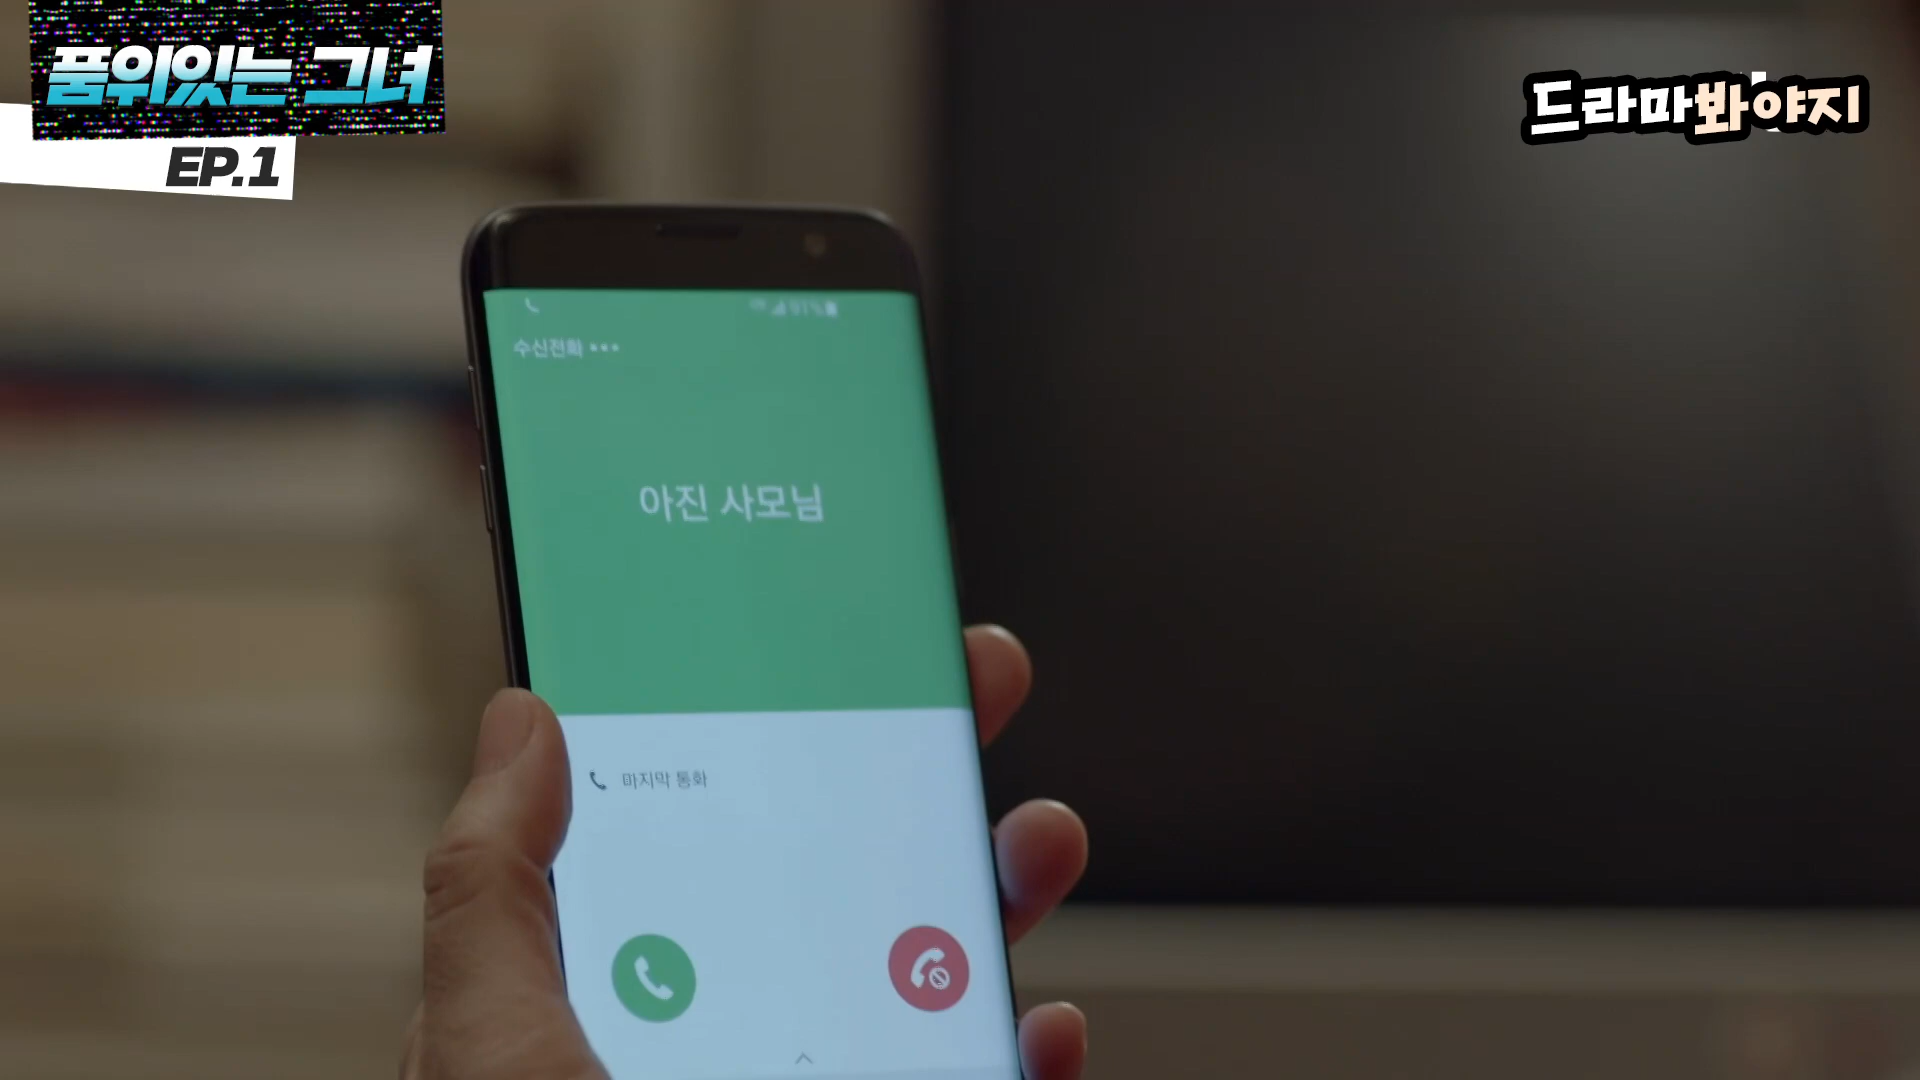 품위있는 그녀
드라마봐야지
EP.1
91%
수신전화 •••
아진 사모님
마지막 통화